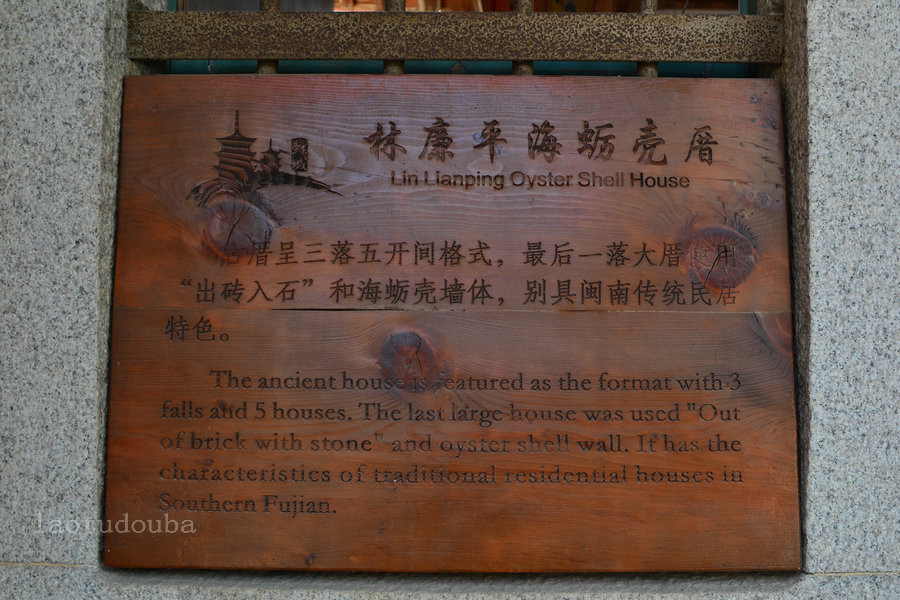 林廉平海蛎壳厝
Lin Lianping Oyster Shell House
古厝呈三落五开间格式，最后一落大厝使用
“出砖入石”和海蛎壳墙体，别具闽南传统民居
特色。
The ancient house is featured as the format with 3
falls and 5 houses. The last large house was used "Out
of brick with stone" and oyster shell wall. It has the
characteristics of traditional residential houses in
Southern Fujian.
laorudouba